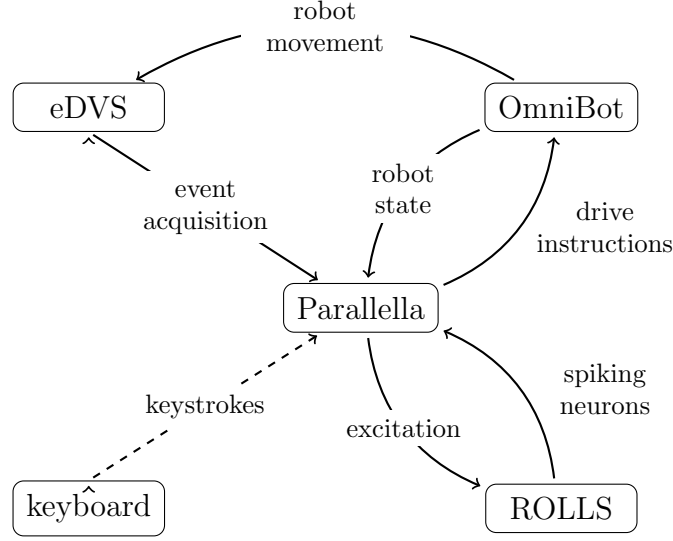 robot
movement
eDVS
OmniBot
event
acquisition
robot
state
drive
instructions
Parallella
keystrokes
excitation
spiking
neurons
keyboard
ROLLS